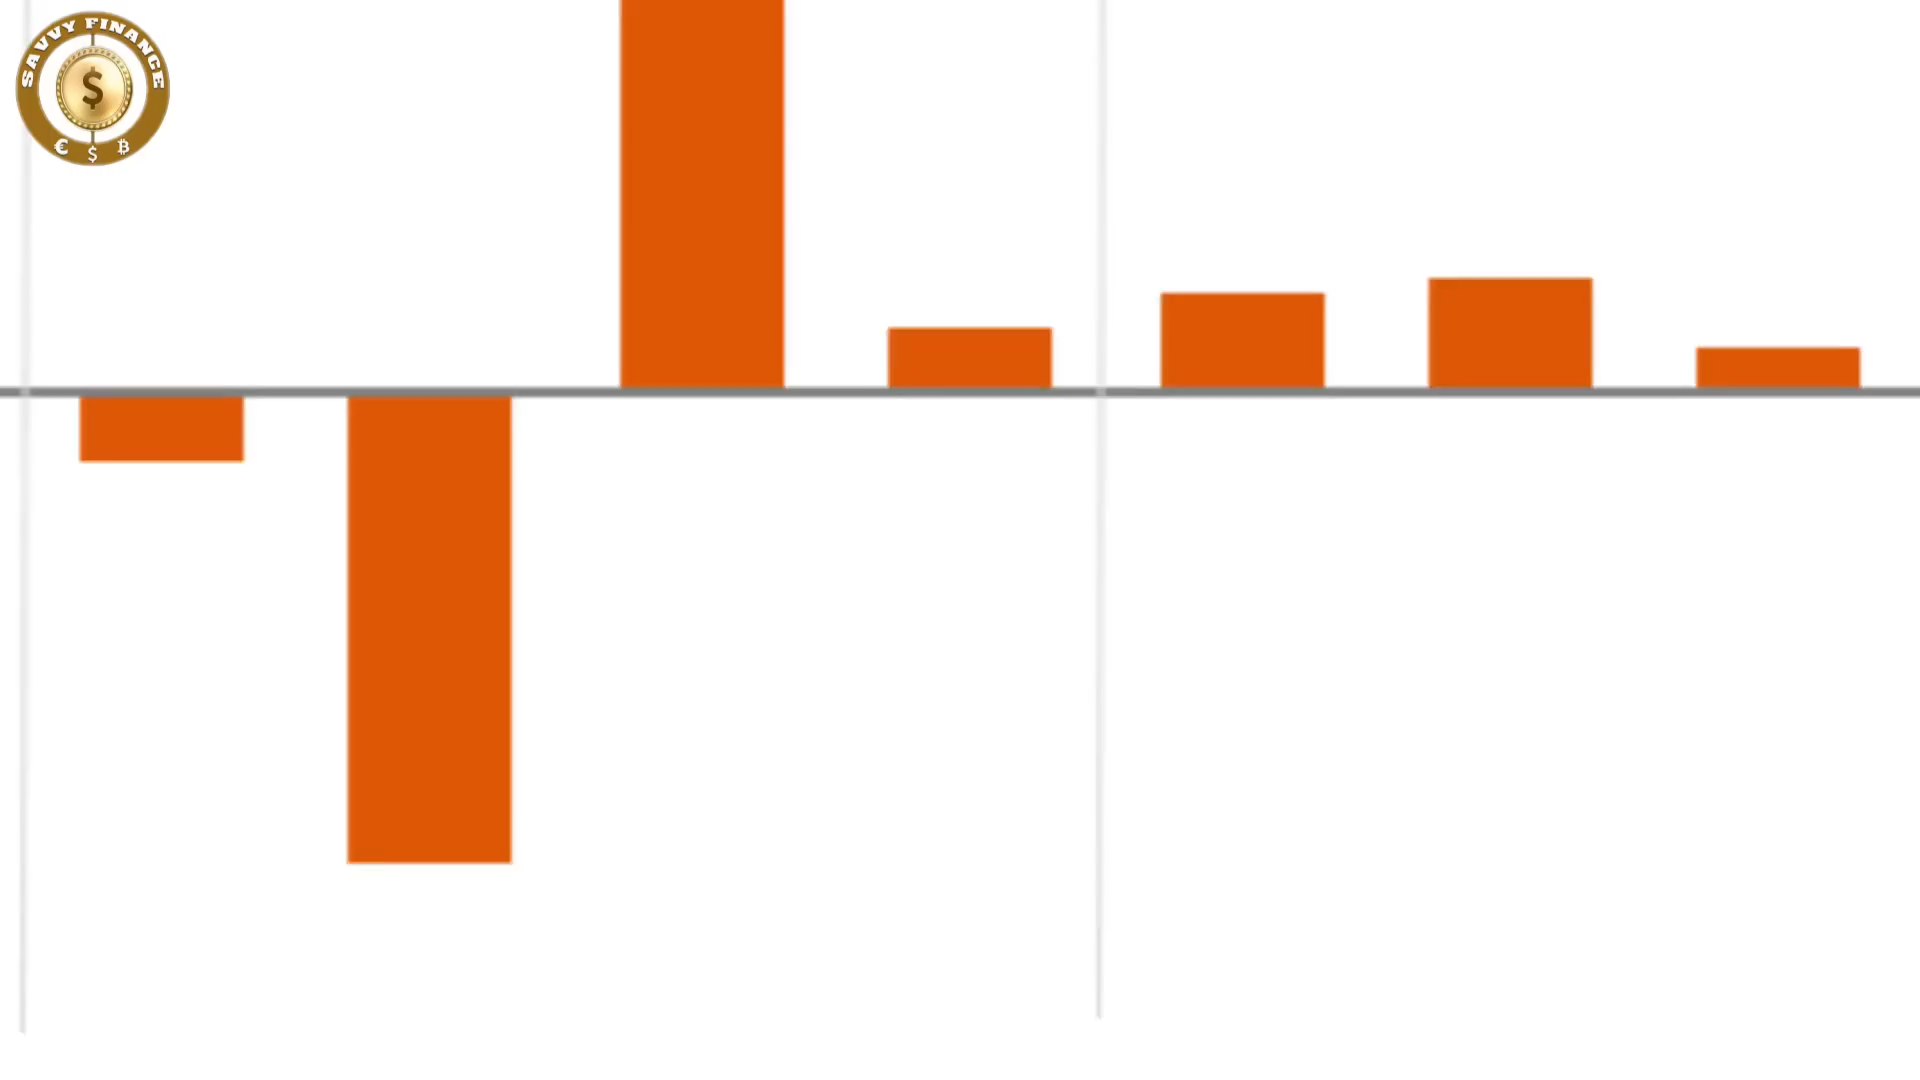 SAVVY FINANCE
$
€ $ ₿